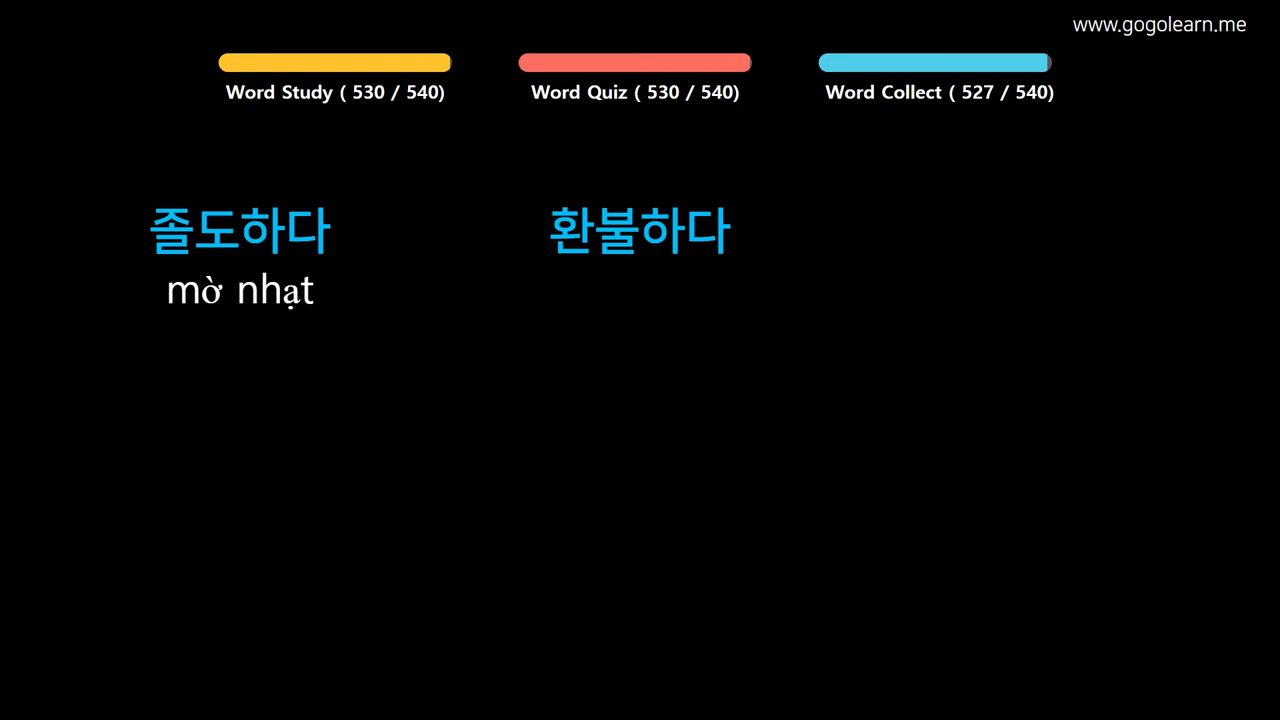 www.gogolearn.me
Word Study ( 530 / 540)
Word Quiz ( 530 / 540)
Word Collect ( 527 / 540)
졸도하다
환불하다
mờ nhạt